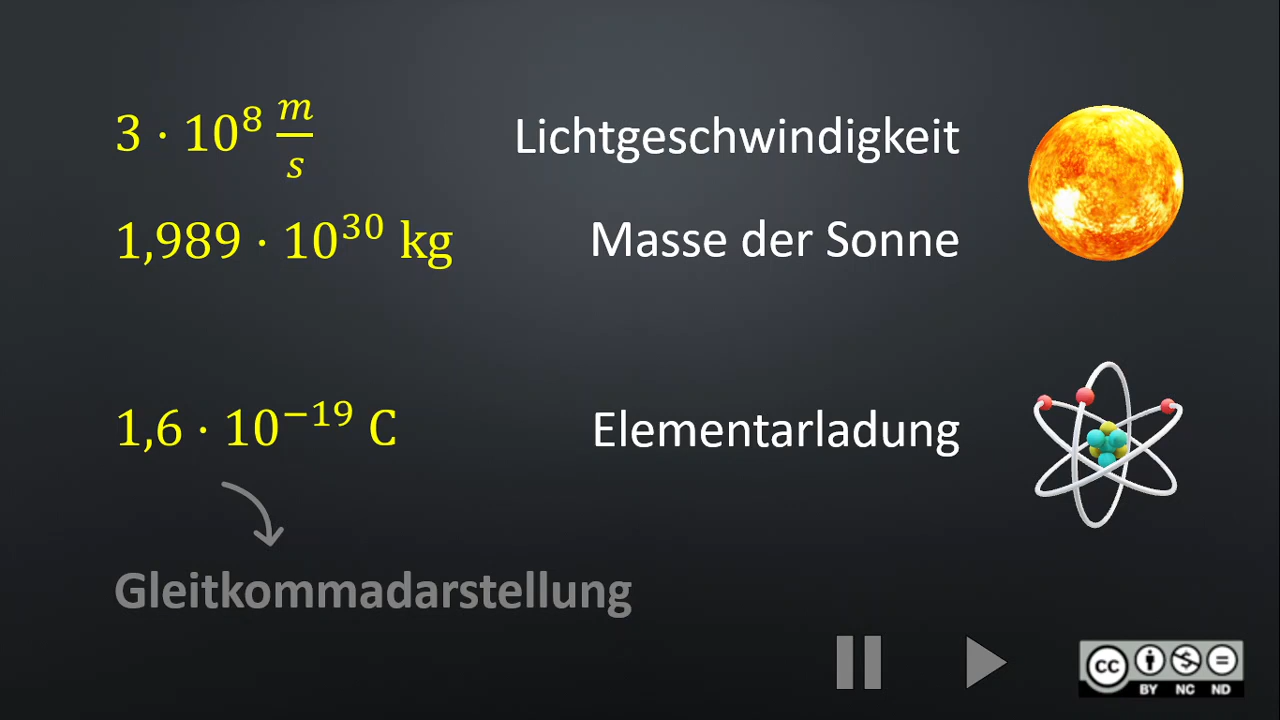 3 · 10⁸ m/s Lichtgeschwindigkeit
1,989 · 10³⁰ kg Masse der Sonne
1,6 · 10⁻¹⁹ C Elementarladung
Gleitkommadarstellung
cc BY NC ND